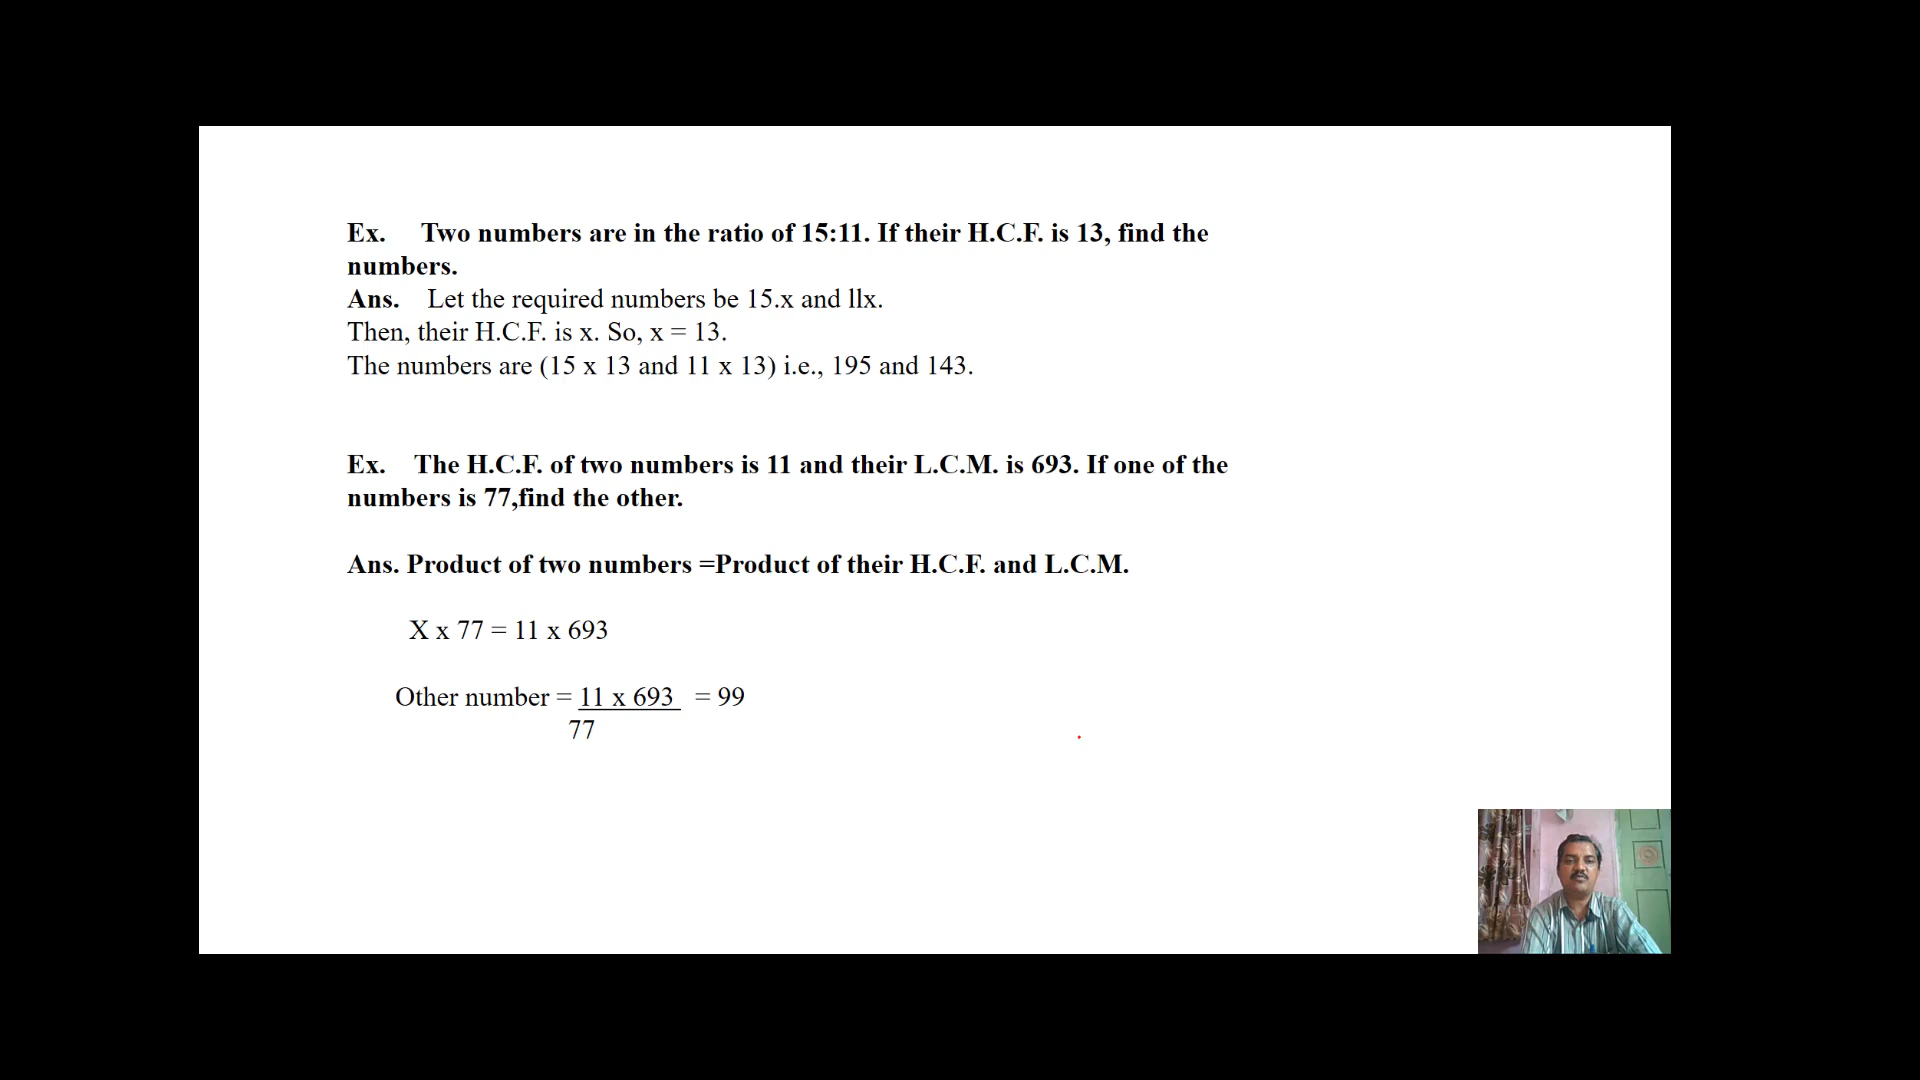 Ex. Two numbers are in the ratio of 15:11. If their H.C.F. is 13, find the
numbers.
Ans. Let the required numbers be 15.x and llx.
Then, their H.C.F. is x. So, x = 13.
The numbers are (15 x 13 and 11 x 13) i.e., 195 and 143.
Ex. The H.C.F. of two numbers is 11 and their L.C.M. is 693. If one of the
numbers is 77,find the other.
Ans. Product of two numbers =Product of their H.C.F. and L.C.M.
X x 77 = 11 x 693
Other number = 11 x 693 = 99
77